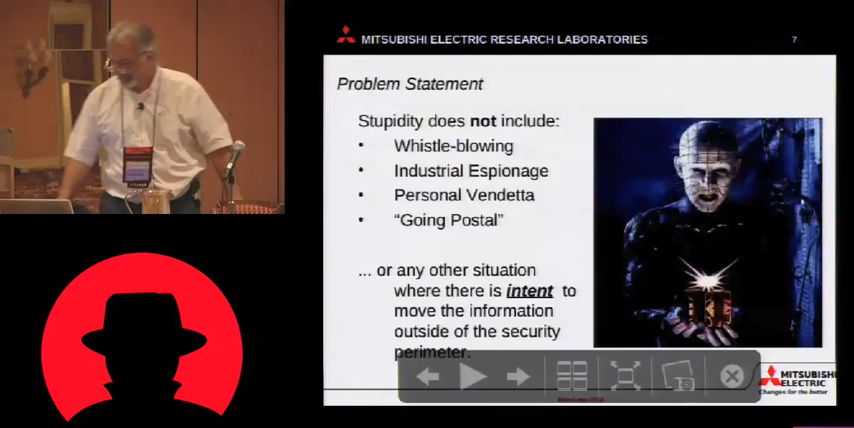 MITSUBISHI ELECTRIC RESEARCH LABORATORIES
7
Problem Statement
Stupidity does not include:
• Whistle-blowing
• Industrial Espionage
• Personal Vendetta
• “Going Postal”
... or any other situation
where there is intent to
move the information
outside of the security
perimeter.
MITSUBISHI
ELECTRIC
Changes for the better